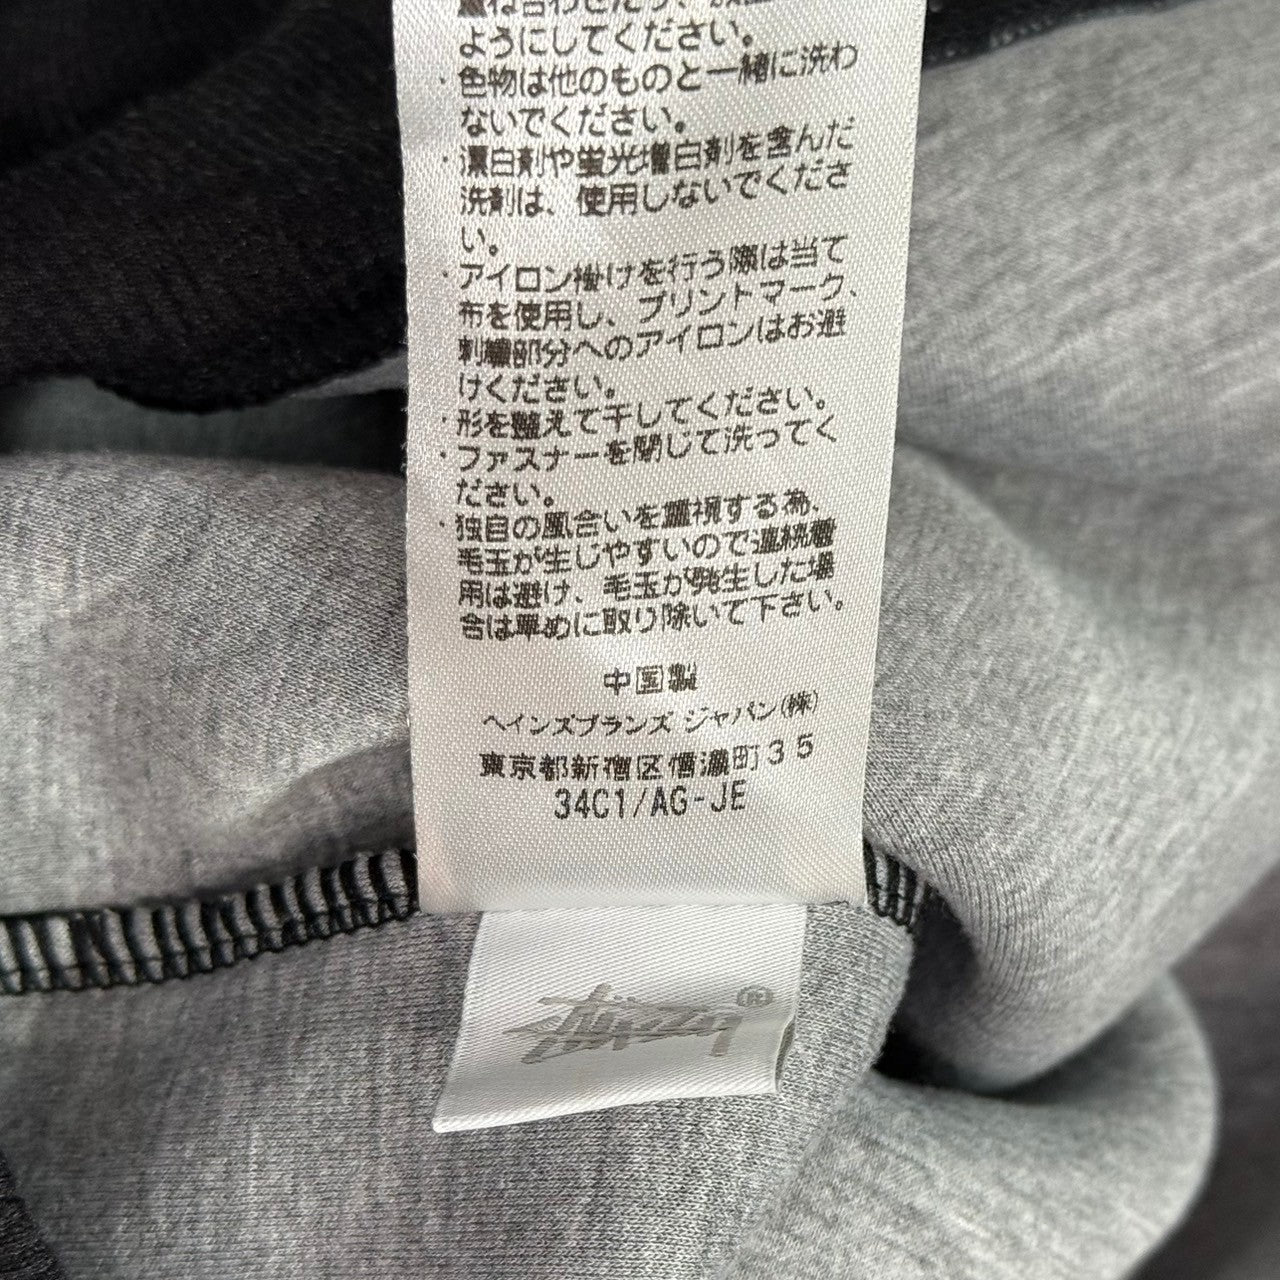 重ね合わせたり、放置
ようにしてください。
・色物は他のものと一緒に洗わ
ないでください。
・漂白剤や蛍光増白剤を含んだ
洗剤は、使用しないでくださ
い。
・アイロン掛けを行う際は当て
布を使用し、プリントマーク、
刺繍部分へのアイロンはお避
けください。
・形を整えて干してください。
・ファスナーを閉じて洗ってく
ださい。
・独自の風合いを重視する為、
毛玉が生じやすいので連続着
用は避け、毛玉が発生した場
合は早めに取り除いて下さい。
中国製
ヘインズブランズ ジャパン(株)
東京都新宿区信濃町35
34C1/AG-JE
Stüssy®